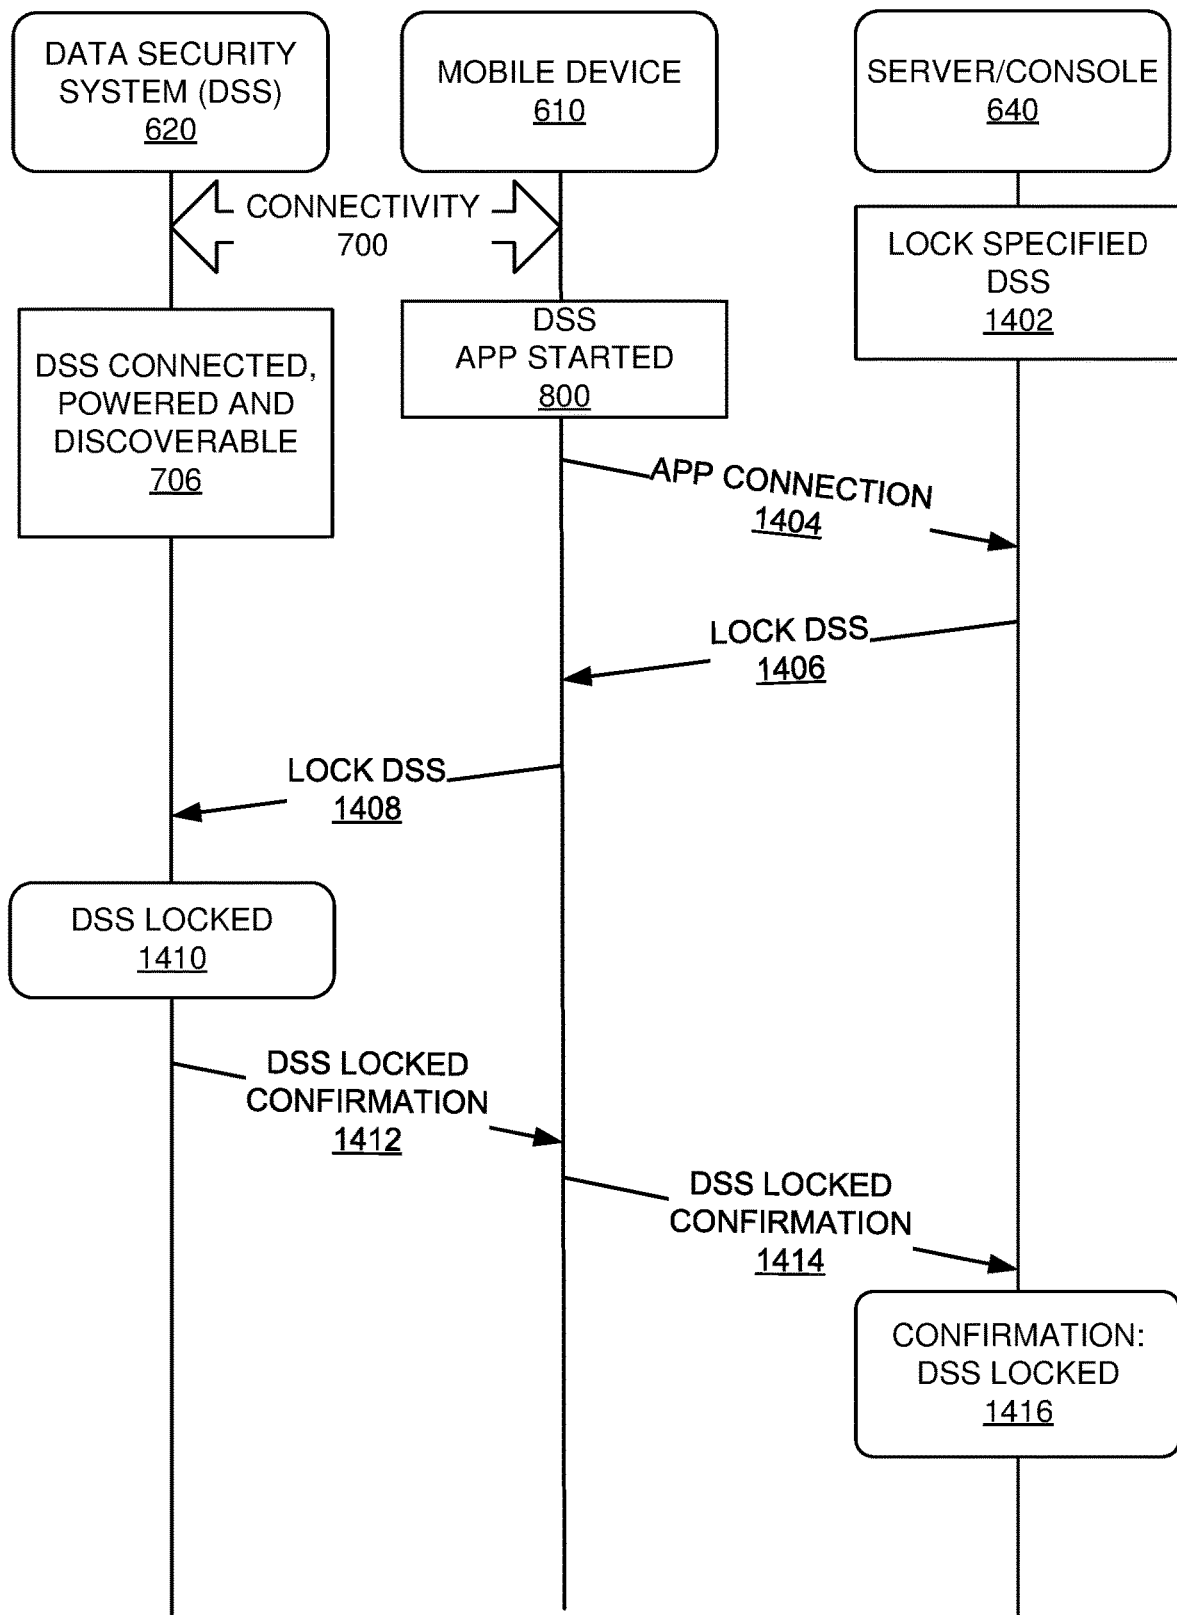 DATA SECURITY
SYSTEM (DSS)
620
MOBILE DEVICE
610
SERVER/CONSOLE
640
CONNECTIVITY
700
LOCK SPECIFIED
DSS
1402
DSS CONNECTED,
POWERED AND
DISCOVERABLE
706
DSS
APP STARTED
800
APP CONNECTION
1404
LOCK DSS
1406
LOCK DSS
1408
DSS LOCKED
1410
DSS LOCKED
CONFIRMATION
1412
DSS LOCKED
CONFIRMATION
1414
CONFIRMATION:
DSS LOCKED
1416